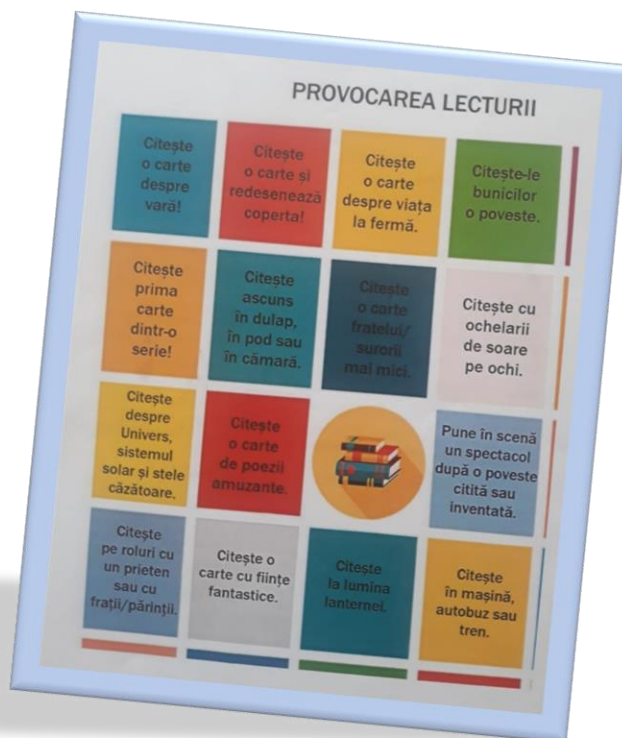 PROVOCAREA LECTURII
Citește
o carte
despre
vară!
Citește
o carte și
redesenează
coperta!
Citește
o carte
despre viața
la fermă.
Citește-le
bunicilor
o poveste.
Citește
prima
carte
dintr-o
serie!
Citește
ascuns
în dulap,
în pod sau
în cămară.
Citește
o carte
fratelui/
surorii
mai mici.
Citește cu
ochelarii
de soare
pe ochi.
Citește
despre
Univers,
sistemul
solar și stele
căzătoare.
Citește
o carte
de poezii
amuzante.
Pune în scenă
un spectacol
după o poveste
citită sau
inventată.
Citește
pe roluri cu
un prieten
sau cu
frații/părinții.
Citește o
carte cu ființe
fantastice.
Citește
la lumina
lanternei.
Citește
în mașină,
autobuz sau
tren.